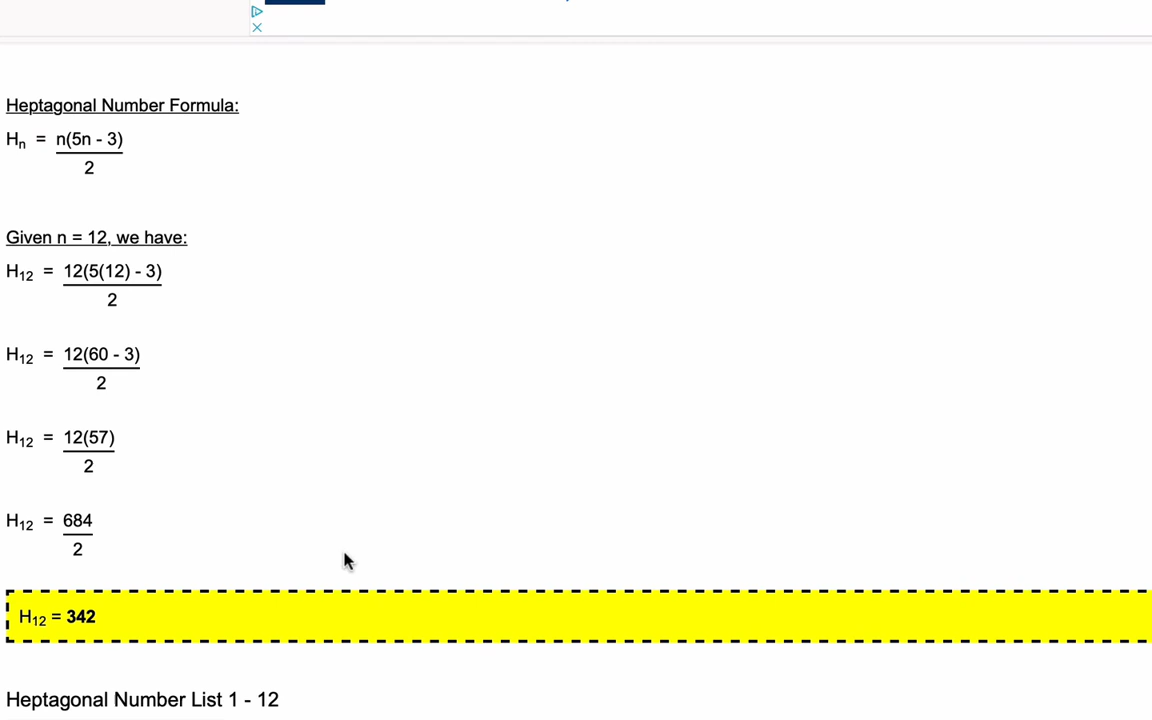 Heptagonal Number Formula:
Hn = n(5n - 3)
2
Given n = 12, we have:
H12 = 12(5(12) - 3)
2
H12 = 12(60 - 3)
2
H12 = 12(57)
2
H12 = 684
2
H12 = 342
Heptagonal Number List 1 - 12